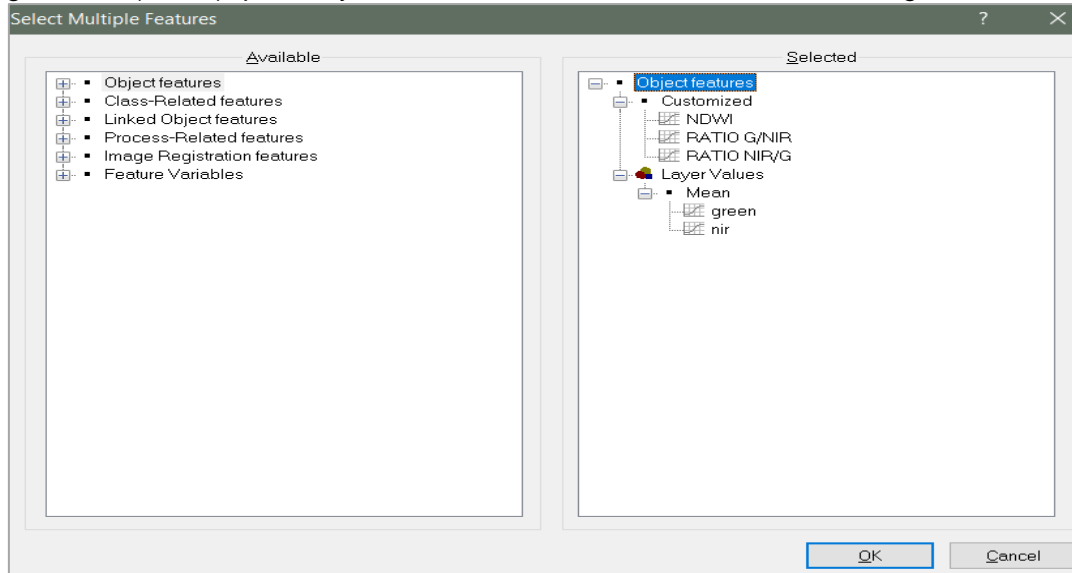 Select Multiple Features ? ×
Available
Object features
Class-Related features
Linked Object features
Process-Related features
Image Registration features
Feature Variables
Selected
Object features
Customized
NDWI
RATIO G/NIR
RATIO NIR/G
Layer Values
Mean
green
nir
OK
Cancel